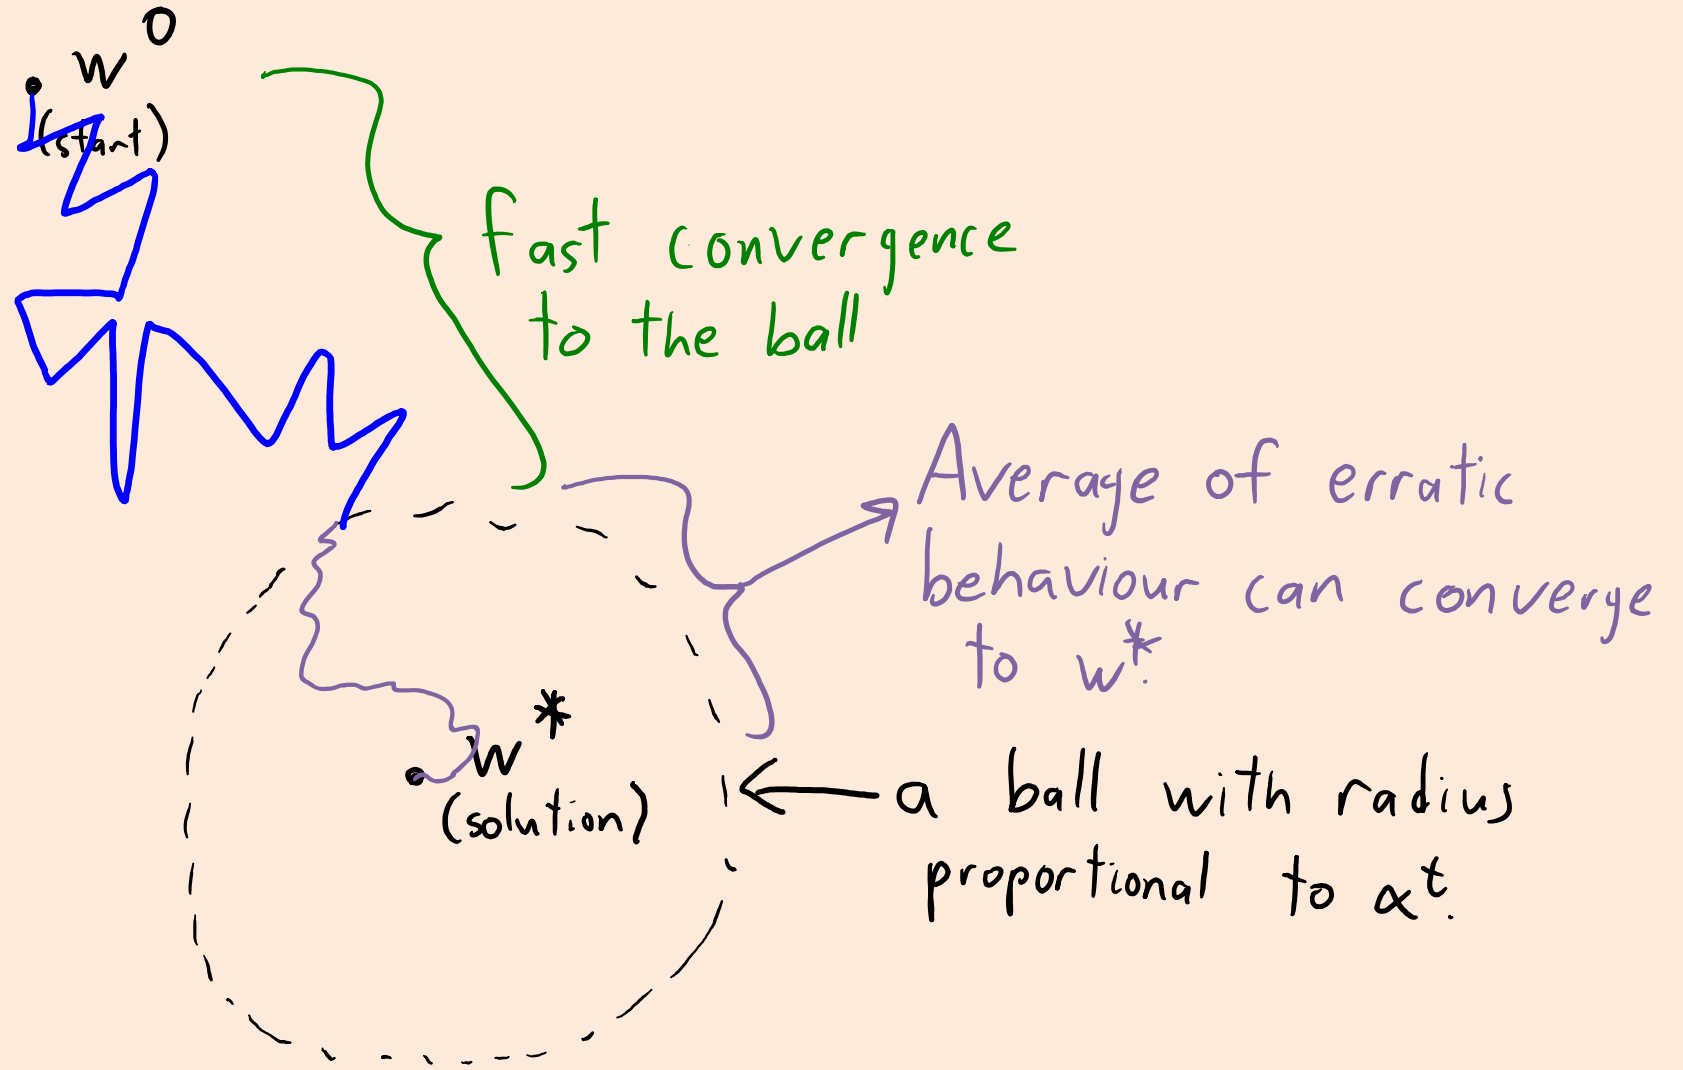 w⁰
(start)
fast convergence
to the ball
Average of erratic
behaviour can converge
to w*.
w*
(solution)
a ball with radius
proportional to αᵗ.